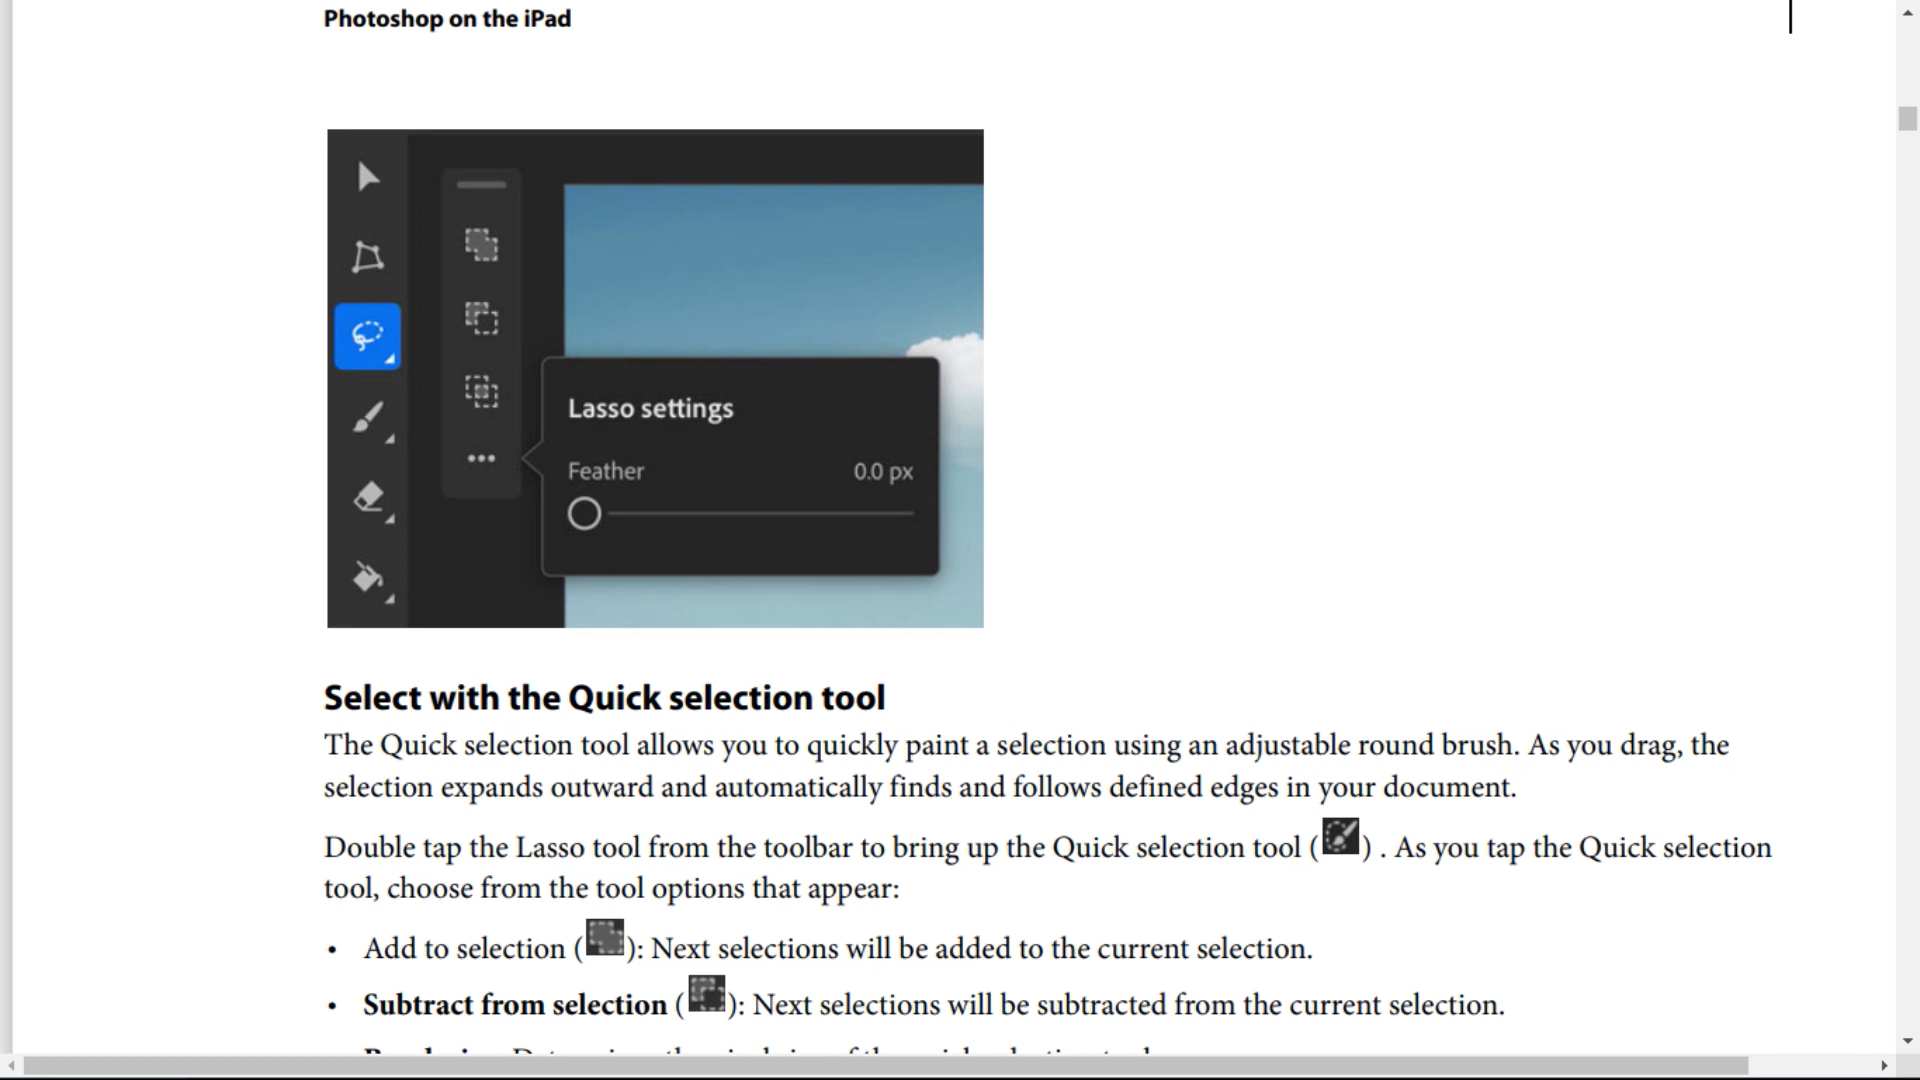 Photoshop on the iPad
Lasso settings
Feather 0.0 px
Select with the Quick selection tool
The Quick selection tool allows you to quickly paint a selection using an adjustable round brush. As you drag, the
selection expands outward and automatically finds and follows defined edges in your document.
Double tap the Lasso tool from the toolbar to bring up the Quick selection tool ( ) . As you tap the Quick selection
tool, choose from the tool options that appear:
• Add to selection ( ): Next selections will be added to the current selection.
• Subtract from selection ( ): Next selections will be subtracted from the current selection.